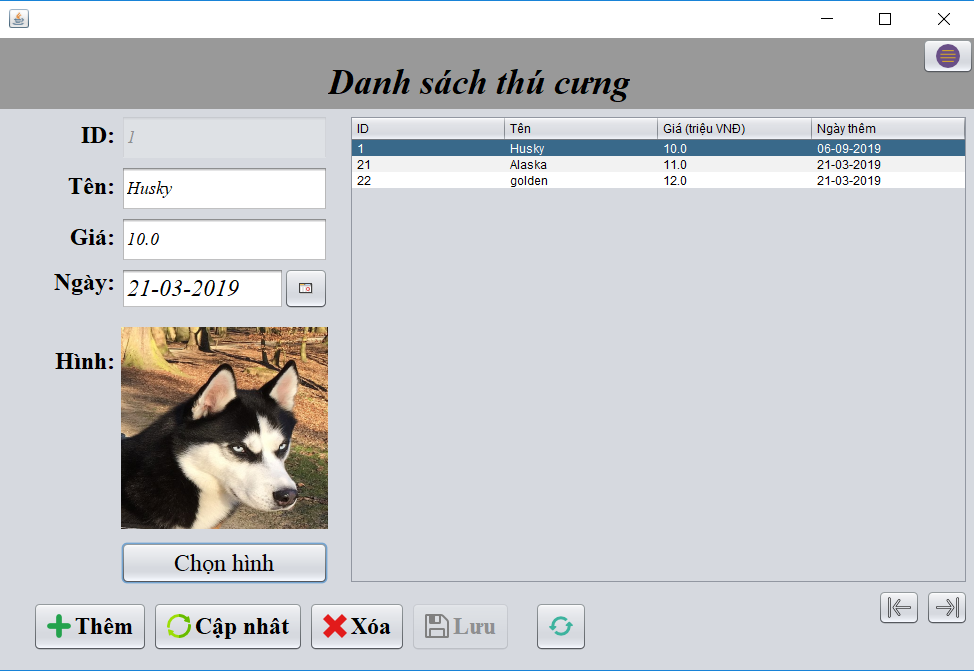 Danh sách thú cưng
ID: 1
Tên: Husky
Giá: 10.0
Ngày: 21-03-2019
Hình:
Chọn hình
ID Tên Giá (triệu VNĐ) Ngày thêm
1 Husky 10.0 06-09-2019
21 Alaska 11.0 21-03-2019
22 golden 12.0 21-03-2019
Thêm Cập nhât Xóa Lưu